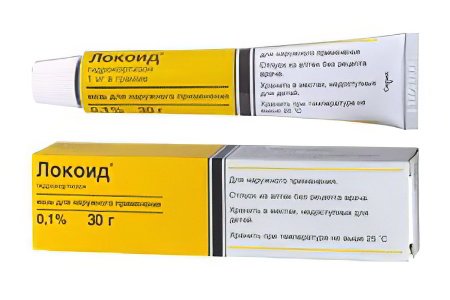 Локоид®
гидрокортизон
1 мг в грамме
0,1% 30 г
мазь для наружного применения
Для наружного применения
Отпуск из аптек без рецепта
врача.
Хранить в местах, недоступных
для детей.
Хранить при температуре не
выше 25 °C
Серия
Локоид®
гидрокортизон
мазь для наружного применения
0,1% 30 г
Для наружного применения.
Отпуск из аптек без рецепта врача.
Хранить в местах, недоступных для
детей.
Хранить при температуре не выше 25 °C